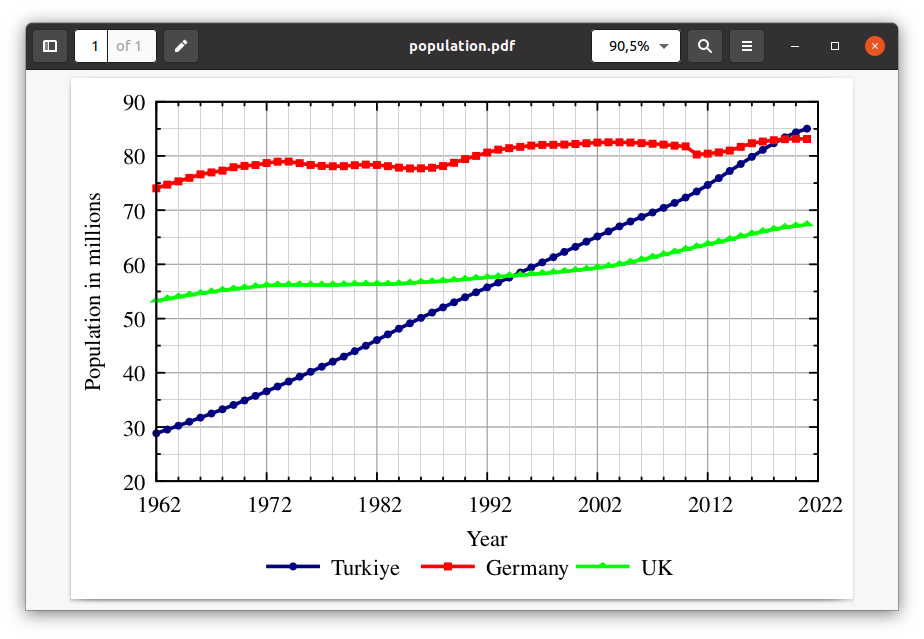 1 of 1 population.pdf 90,5%
90
80
70
60
50
40
30
20
Population in millions
1962 1972 1982 1992 2002 2012 2022
Year
Turkiye Germany UK